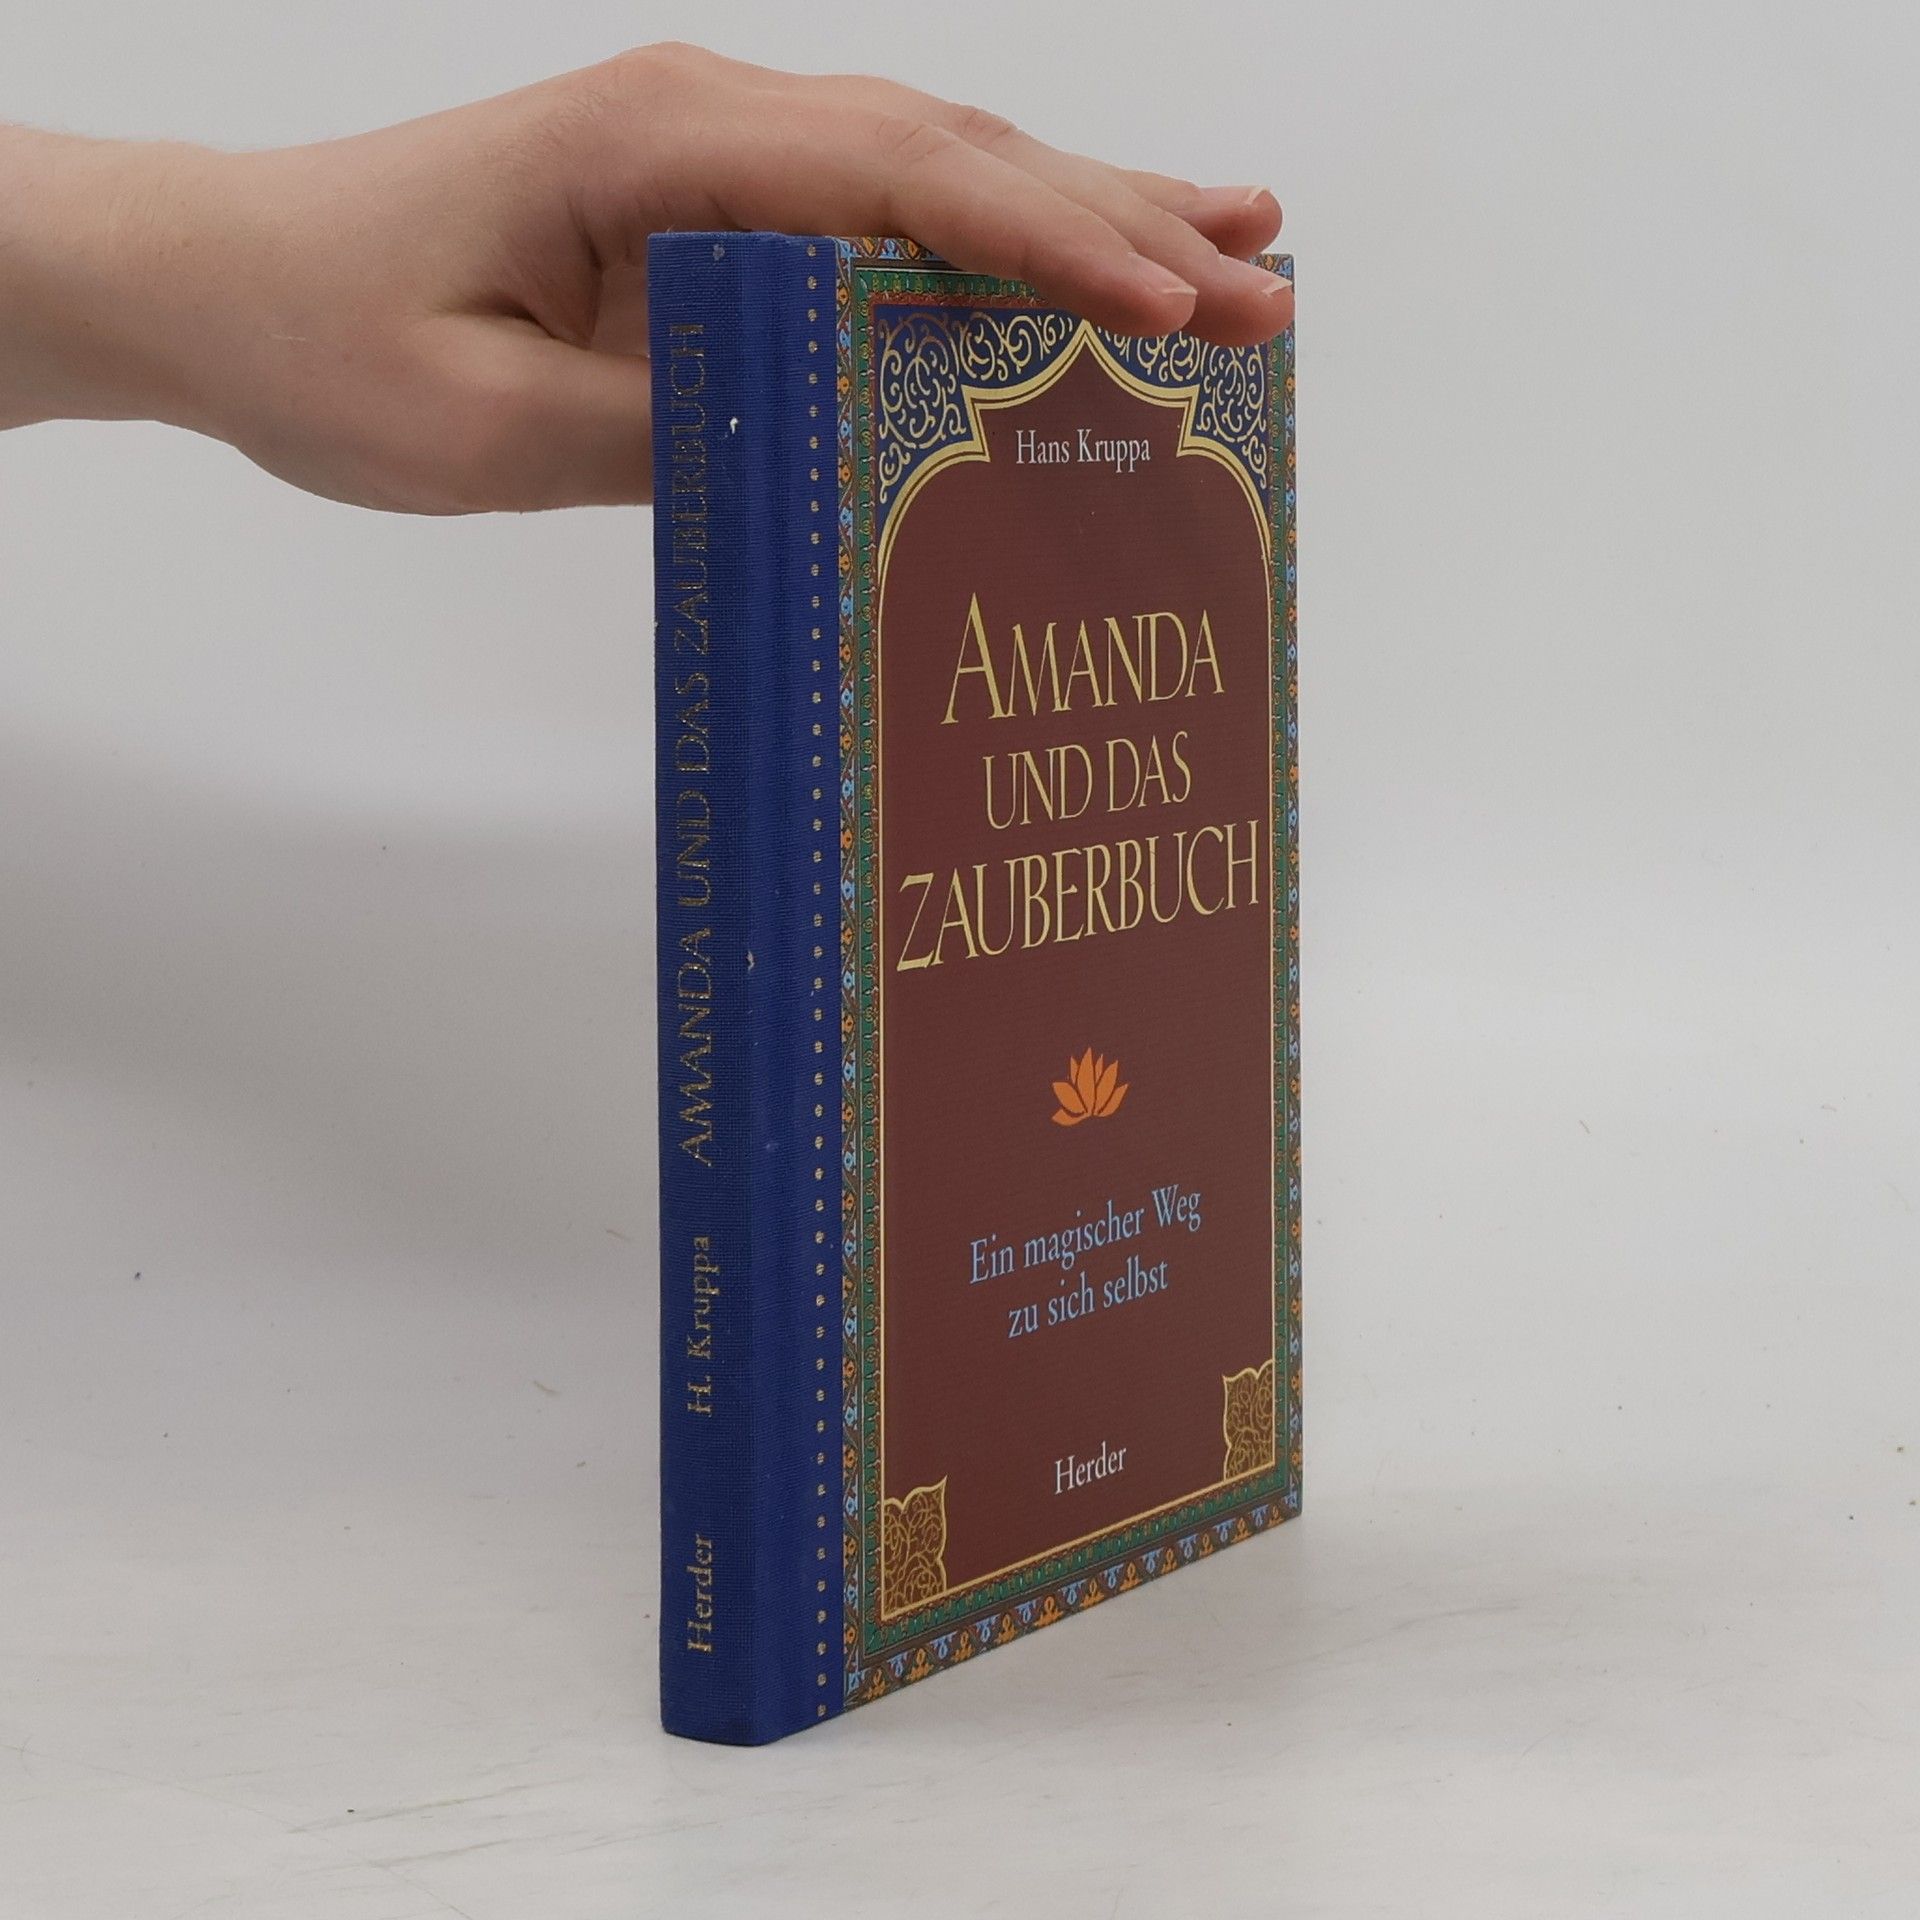 AMANDA UND DAS ZAUBERBUCH
H. Kruppa
Herder
Hans Kruppa
AMANDA
UND DAS
ZAUBERBUCH
Ein magischer Weg
zu sich selbst
Herder